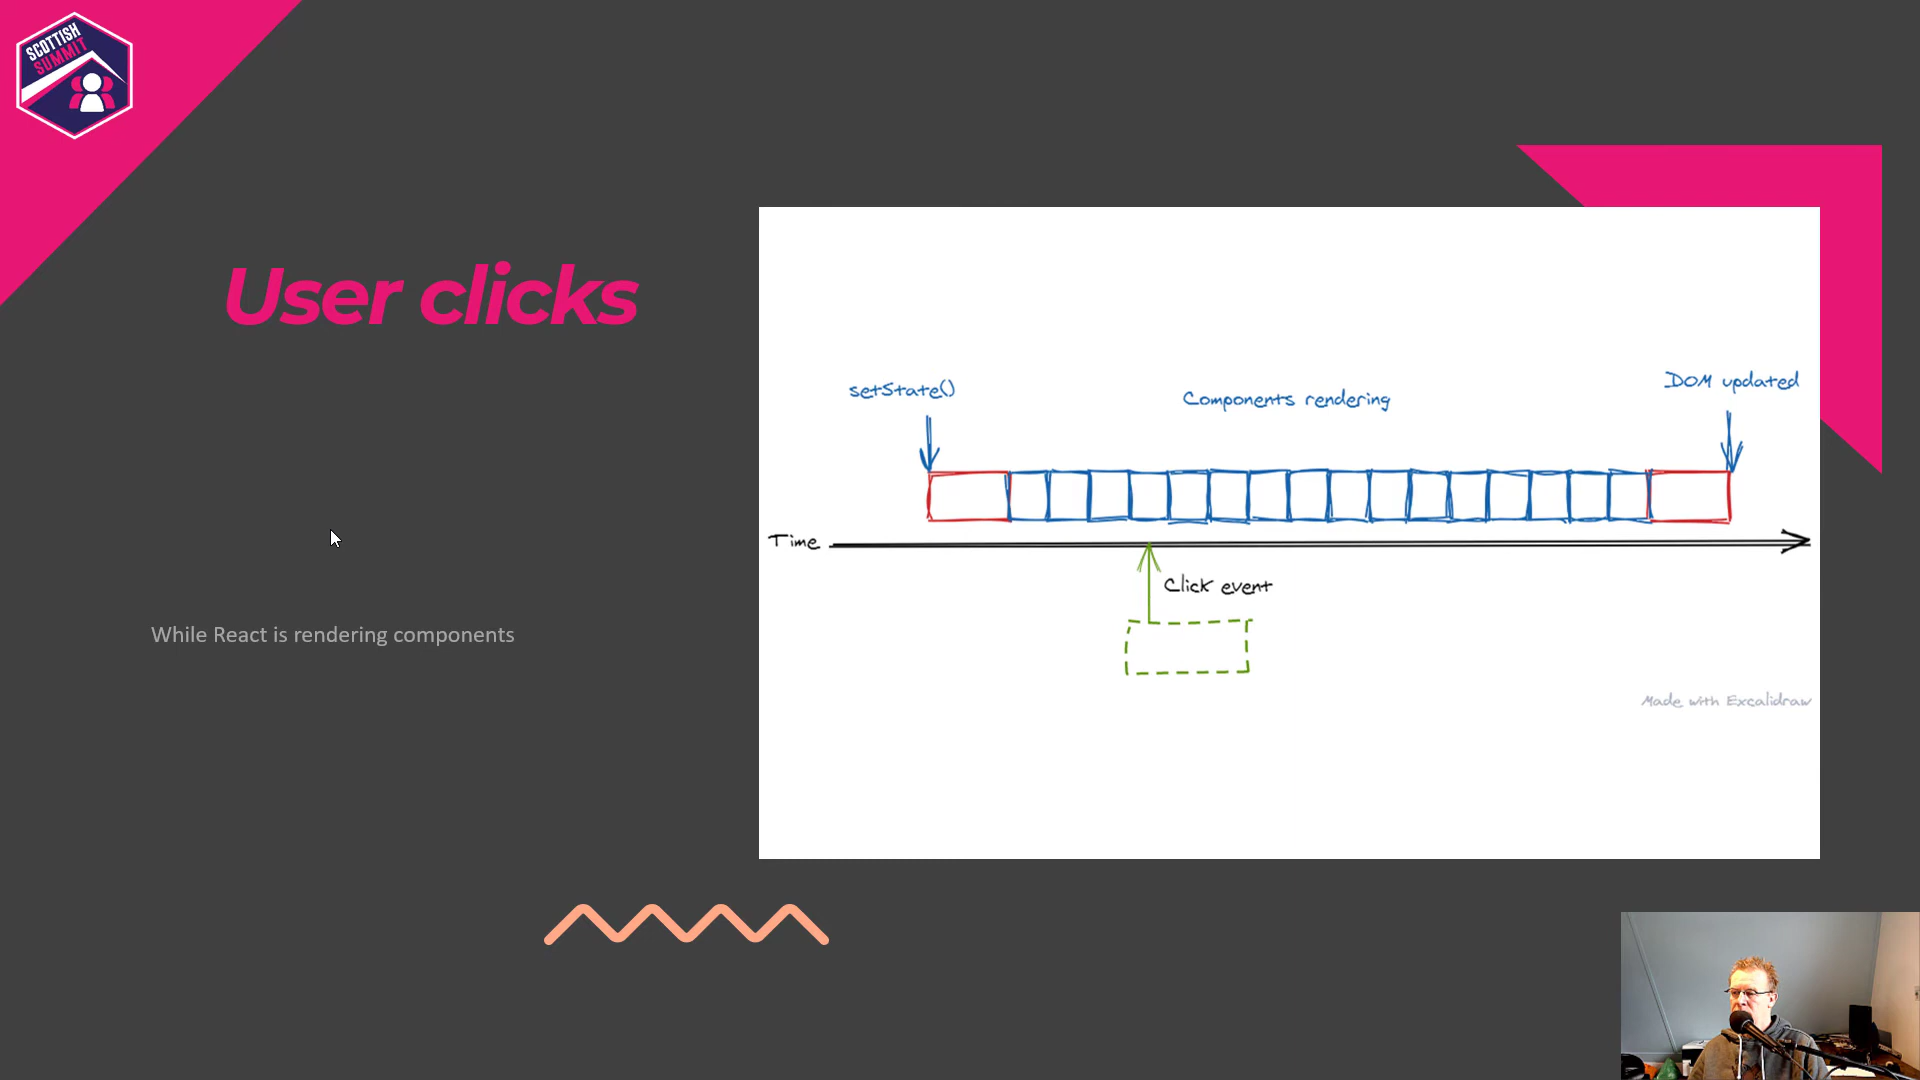 SCOTTISH
SUMMIT
User clicks
While React is rendering components
setState()
Components rendering
DOM updated
Time
Click event
Made with Excalidraw